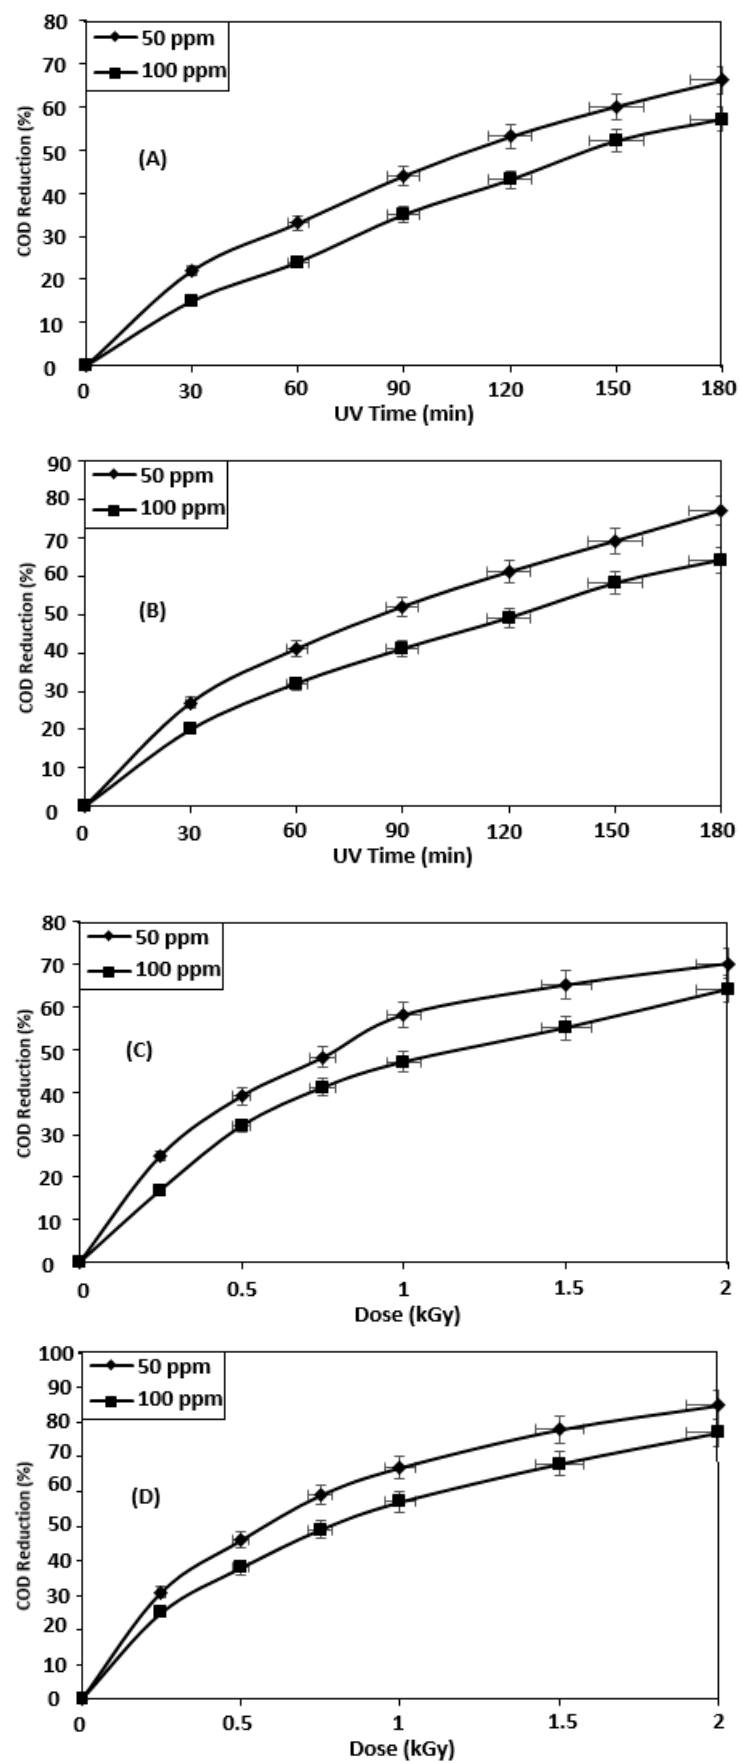 80
50 ppm
100 ppm
70
60
50
(A)
40
30
20
10
0
COD Reduction (%)
0 30 60 90 120 150 180
UV Time (min)
90
50 ppm
80
100 ppm
70
60
(B)
50
40
30
20
10
0
COD Reduction (%)
0 30 60 90 120 150 180
UV Time (min)
80
50 ppm
100 ppm
70
60
50
(C)
40
30
20
10
0
COD Reduction (%)
0 0.5 1 1.5 2
Dose (kGy)
100
50 ppm
90
100 ppm
80
70
60
(D)
50
40
30
20
10
0
COD Reduction (%)
0 0.5 1 1.5 2
Dose (kGy)